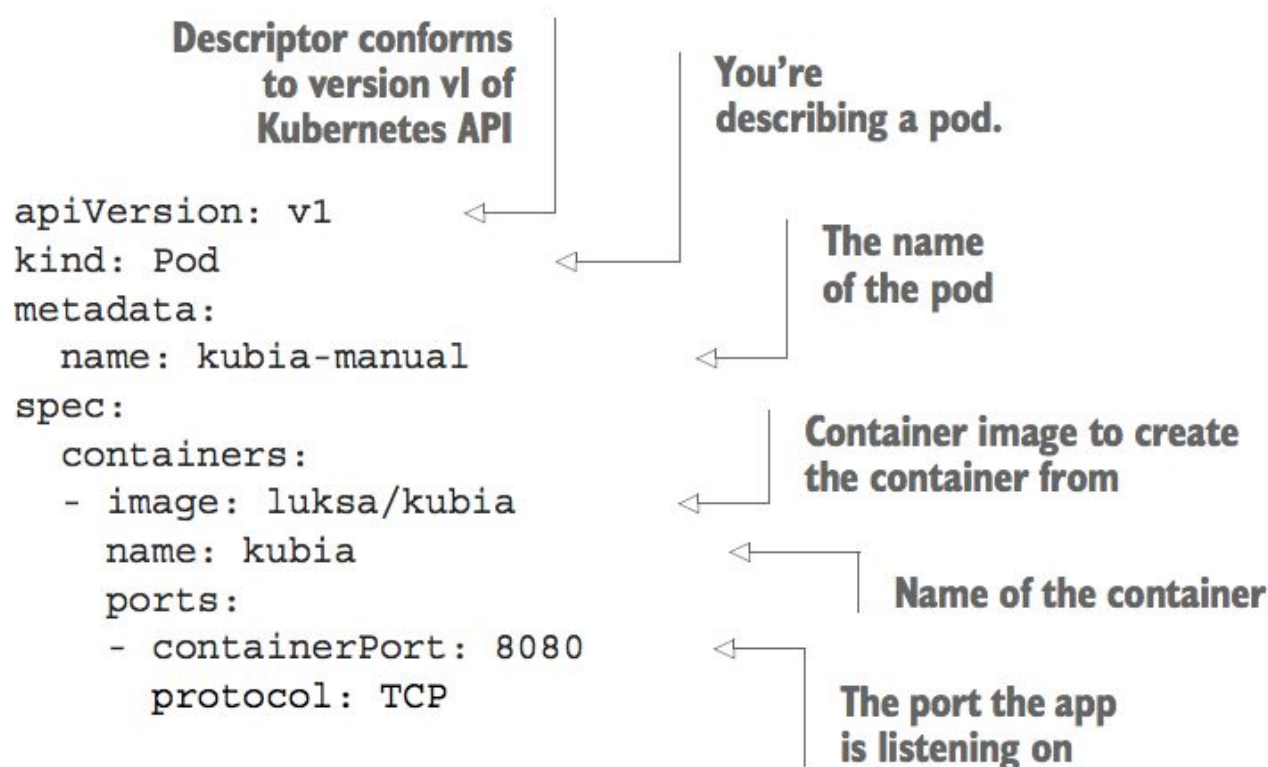 Descriptor conforms
to version vl of
Kubernetes API
You're
describing a pod.
apiVersion: v1
kind: Pod
The name
of the pod
metadata:
name: kubia-manual
spec:
Container image to create
the container from
containers:
- image: luksa/kubia
name: kubia
Name of the container
ports:
- containerPort: 8080
protocol: TCP
The port the app
is listening on